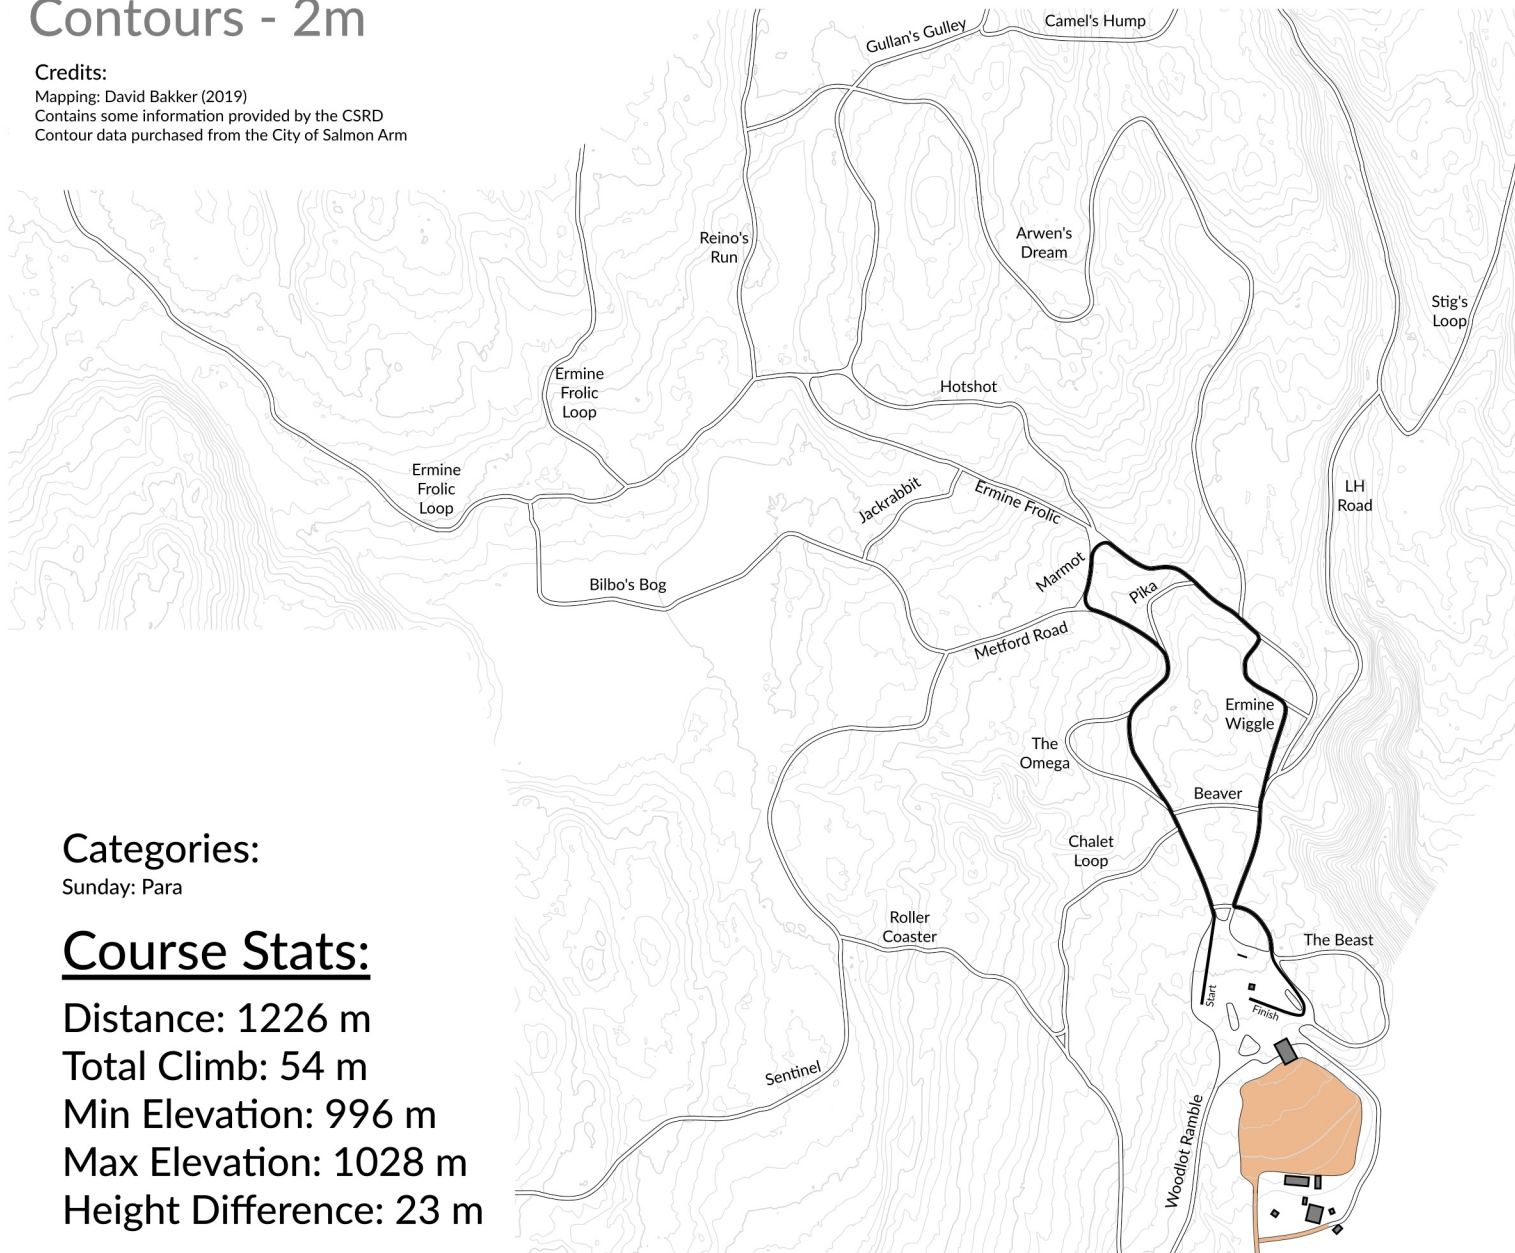 Contours - 2m
Credits:
Mapping: David Bakker (2019)
Contains some information provided by the CSRD
Contour data purchased from the City of Salmon Arm
Gullan's Gulley
Camel's Hump
Reino's
Run
Arwen's
Dream
Stig's
Loop
Ermine
Frolic
Loop
Hotshot
Ermine
Frolic
Loop
Jackrabbit
Ermine Frolic
LH
Road
Bilbo's Bog
Marmot
Pika
Metford Road
Ermine
Wiggle
The
Omega
Beaver
Chalet
Loop
Categories:
Sunday: Para
Roller
Coaster
The Beast
Course Stats:
Start
Finish
Distance: 1226 m
Total Climb: 54 m
Sentinel
Min Elevation: 996 m
Max Elevation: 1028 m
Woodlot Ramble
Height Difference: 23 m